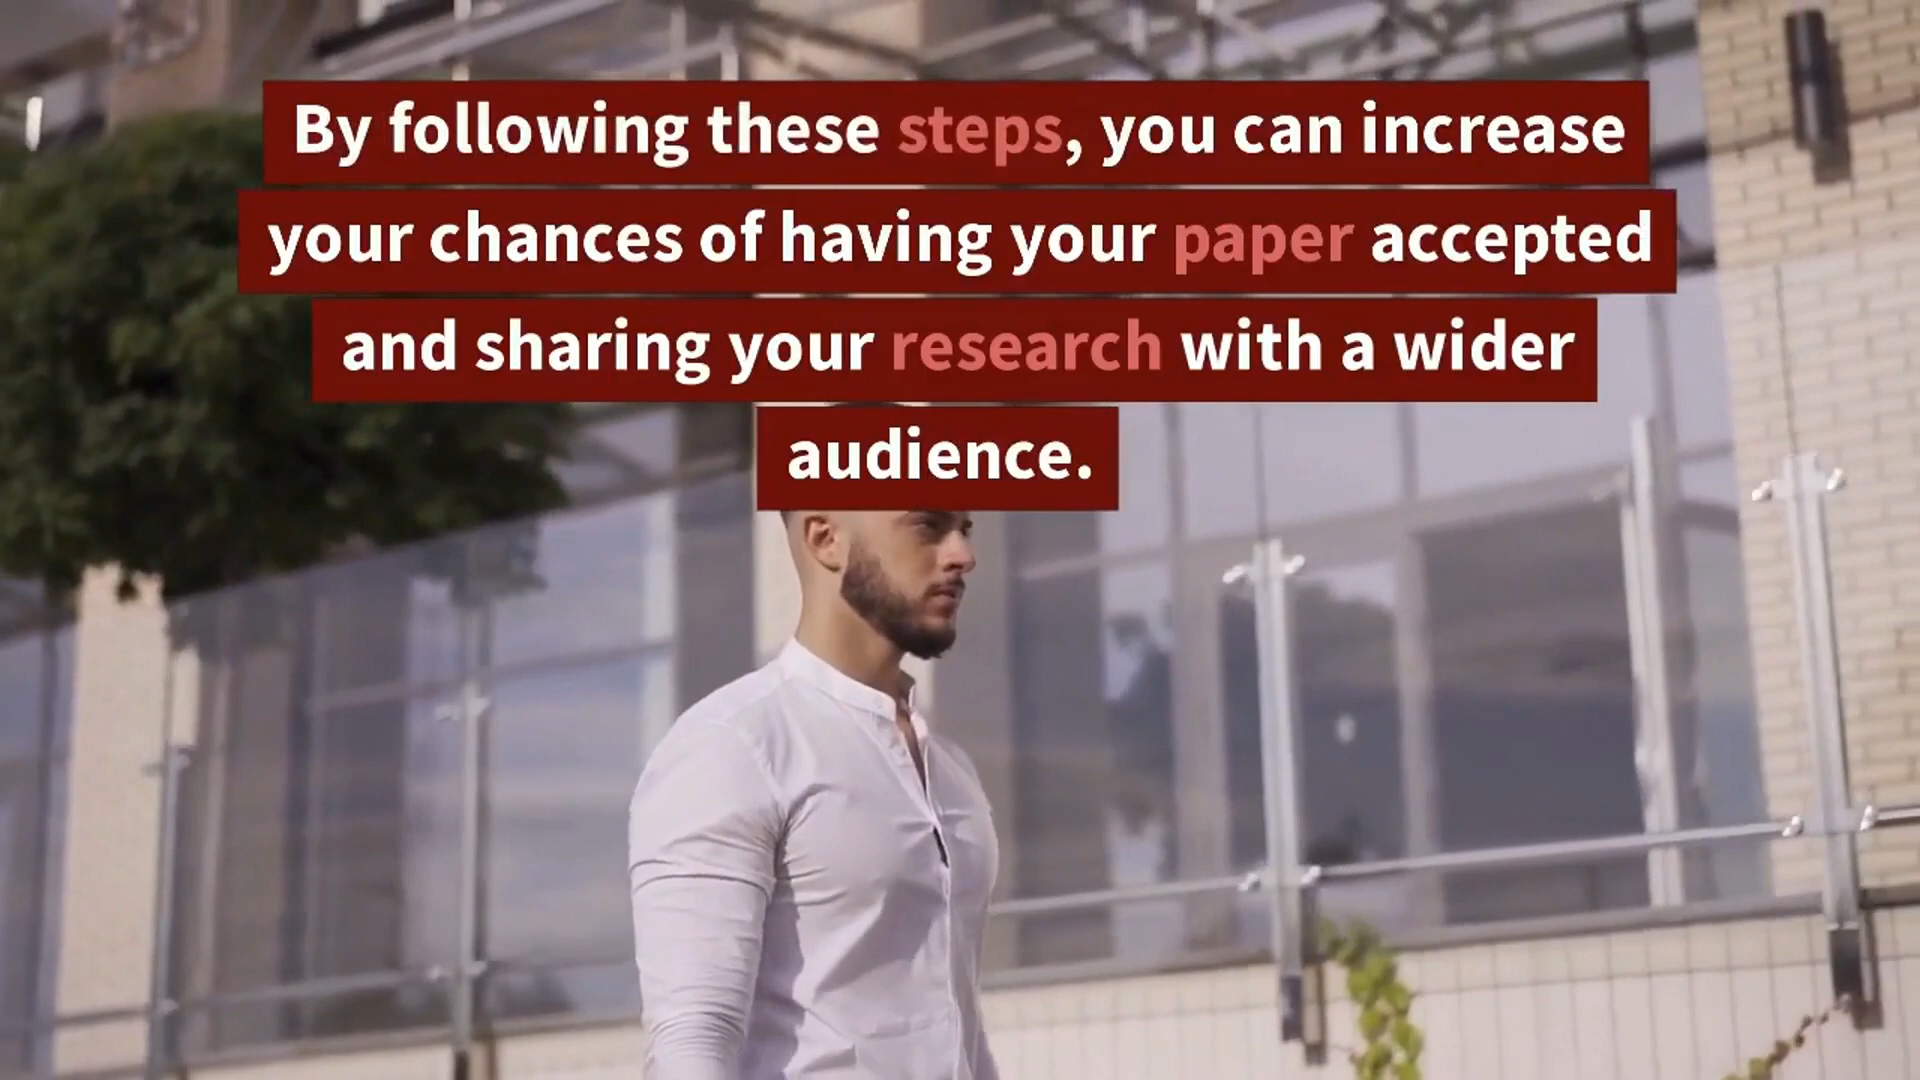 By following these steps, you can increase
your chances of having your paper accepted
and sharing your research with a wider
audience.